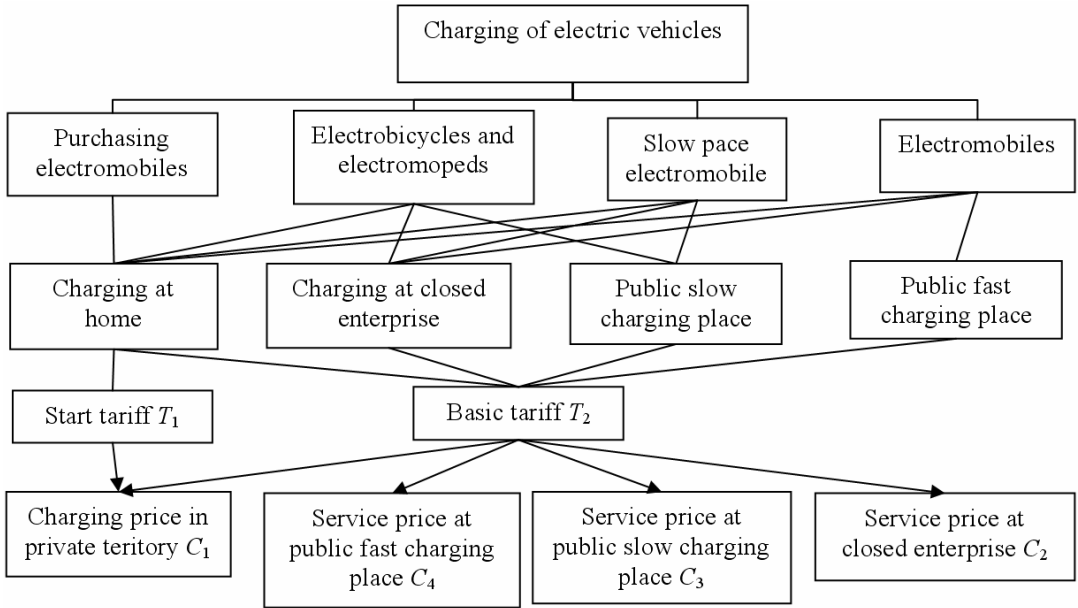 Charging of electric vehicles
Purchasing
electromobiles
Electrobicycles and
electromopeds
Slow pace
electromobile
Electromobiles
Charging at
home
Charging at closed
enterprise
Public slow
charging place
Public fast
charging place
Start tariff T₁
Basic tariff T₂
Charging price in
private teritory C₁
Service price at
public fast charging
place C₄
Service price at
public slow charging
place C₃
Service price at
closed enterprise C₂